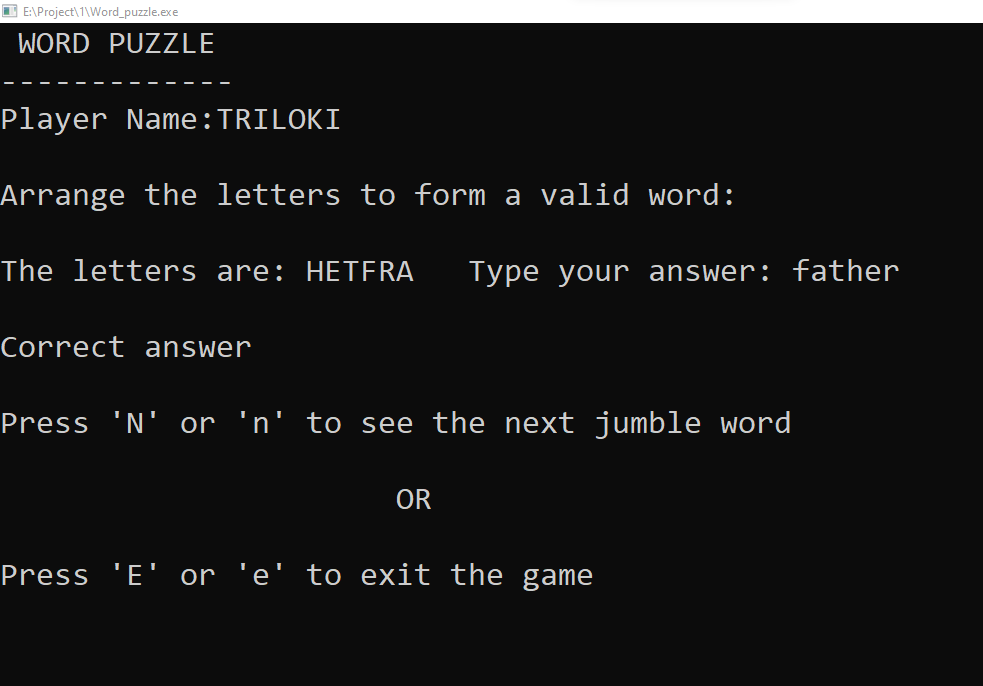 E:\Project\1\Word_puzzle.exe
WORD PUZZLE
-------------
Player Name:TRILOKI
Arrange the letters to form a valid word:
The letters are: HETFRA   Type your answer: father
Correct answer
Press 'N' or 'n' to see the next jumble word
OR
Press 'E' or 'e' to exit the game